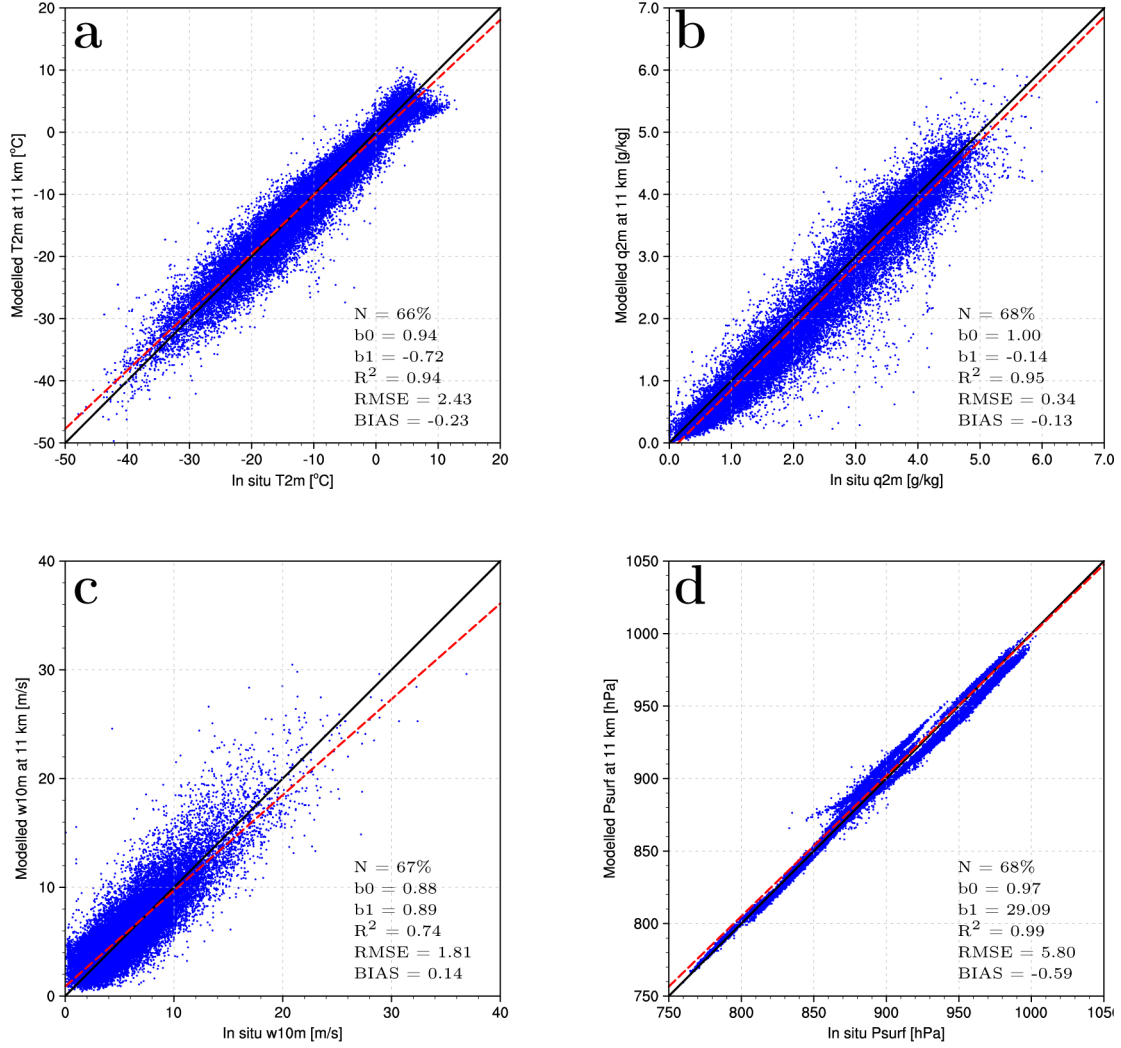 a
20
10
0
-10
-20
-30
-40
-50
Modelled T2m at 11 km [°C]
N = 66%
b0 = 0.94
b1 = -0.72
R² = 0.94
RMSE = 2.43
BIAS = -0.23
-50 -40 -30 -20 -10 0 10 20
In situ T2m [°C]
b
7.0
6.0
5.0
4.0
3.0
2.0
1.0
0.0
Modelled q2m at 11 km [g/kg]
N = 68%
b0 = 1.00
b1 = -0.14
R² = 0.95
RMSE = 0.34
BIAS = -0.13
0.0 1.0 2.0 3.0 4.0 5.0 6.0 7.0
In situ q2m [g/kg]
c
40
30
20
10
0
Modelled w10m at 11 km [m/s]
N = 67%
b0 = 0.88
b1 = 0.89
R² = 0.74
RMSE = 1.81
BIAS = 0.14
0 10 20 30 40
In situ w10m [m/s]
d
1050
1000
950
900
850
800
750
Modelled Psurf at 11 km [hPa]
N = 68%
b0 = 0.97
b1 = 29.09
R² = 0.99
RMSE = 5.80
BIAS = -0.59
750 800 850 900 950 1000 1050
In situ Psurf [hPa]